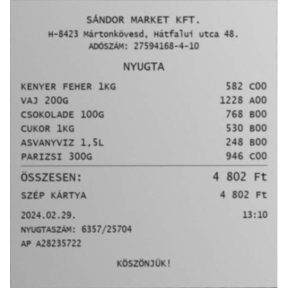 SÁNDOR MARKET KFT.
H-8423 Mártonkövesd, Hátfalui utca 48.
ADÓSZÁM: 27594168-4-10
NYUGTA
KENYER FEHER 1KG 582 C00
VAJ 200G 1228 A00
CSOKOLADE 100G 768 B00
CUKOR 1KG 530 B00
ASVANYVIZ 1,5L 248 B00
PARIZSI 300G 946 C00
ÖSSZESEN: 4 802 Ft
SZÉP KÁRTYA 4 802 Ft
2024.02.29. 13:10
NYUGTASZÁM: 6357/25704
AP A28235722
KÖSZÖNJÜK!